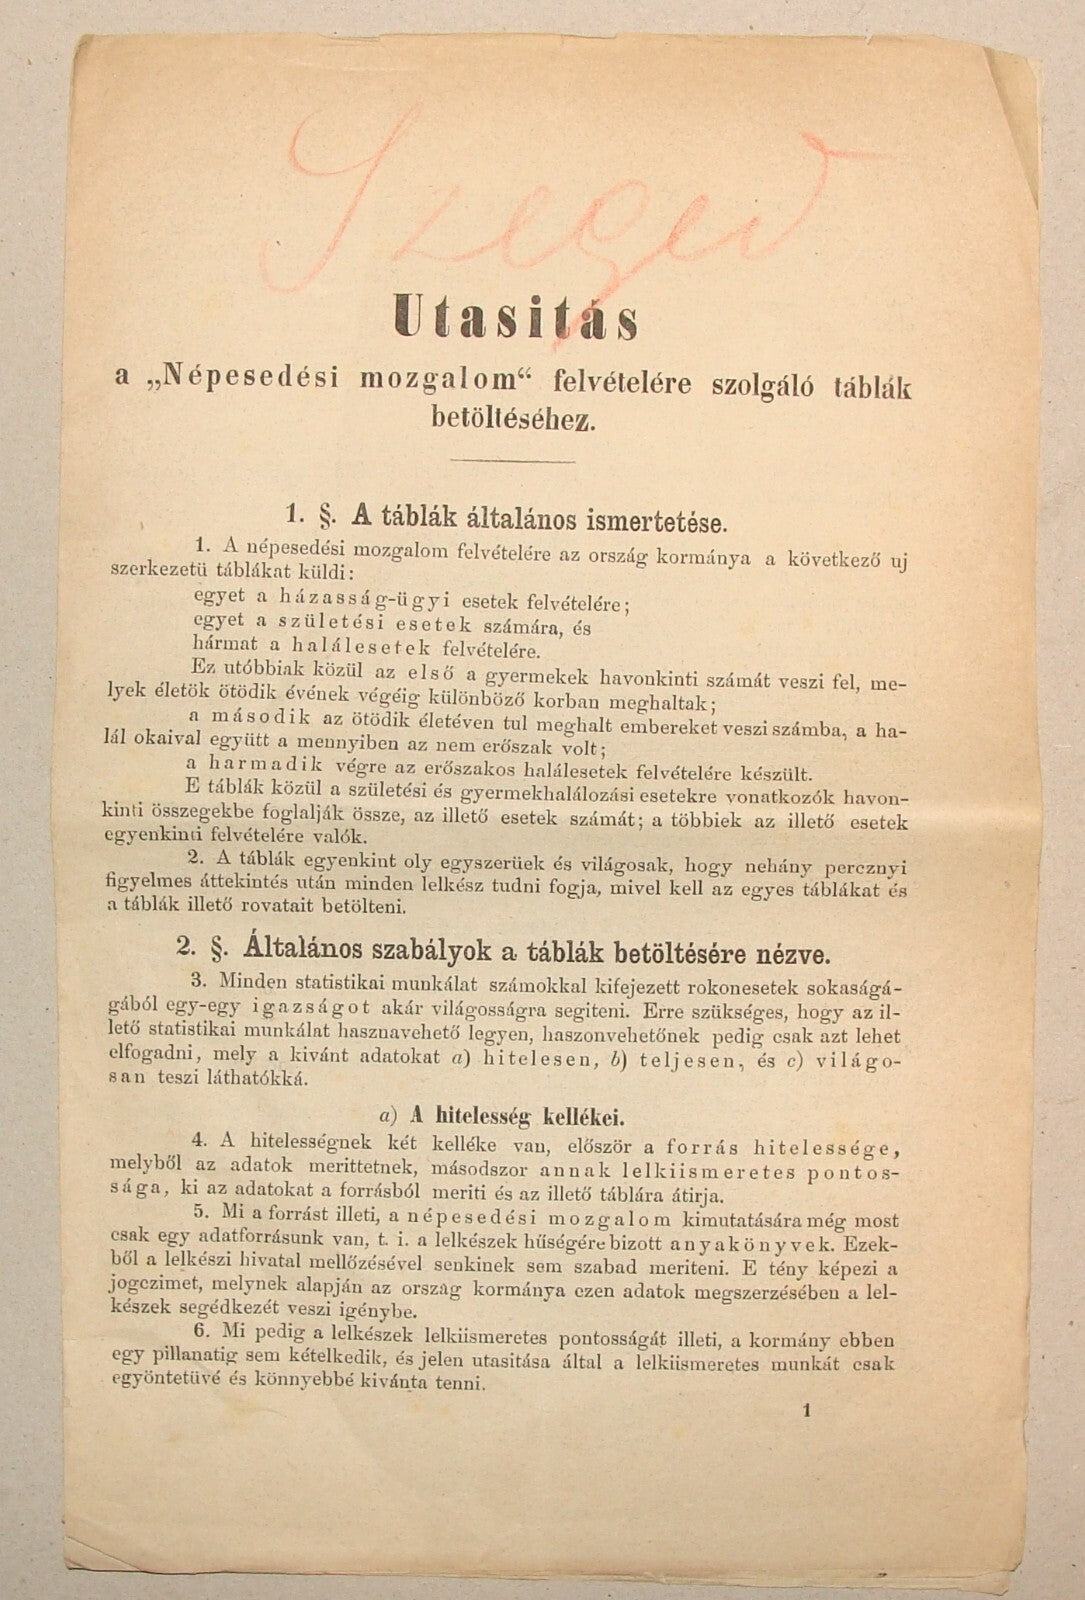 Szeged
Utasitás
a „Népesedési mozgalom“ felvételére szolgáló táblák
betöltéséhez.
1. §. A táblák általános ismertetése.
1. A népesedési mozgalom felvételére az ország kormánya a következő uj
szerkezetü táblákat küldi:
egyet a házasság-ügyi esetek felvételére;
egyet a születési esetek számára, és
hármat a halálesetek felvételére.
Ez utóbbiak közül az első a gyermekek havonkinti számát veszi fel, me-
lyek életök ötödik évének végéig különböző korban meghaltak;
a második az ötödik életéven tul meghalt embereket veszi számba, a ha-
lál okaival együtt a mennyiben az nem erőszak volt;
a harmadik végre az erőszakos halálesetek felvételére készült.
E táblák közül a születési és gyermekhalálozási esetekre vonatkozók havon-
kinti összegekbe foglalják össze, az illető esetek számát; a többiek az illető esetek
egyenkinti felvételére valók.
2. A táblák egyenkint oly egyszerüek és világosak, hogy nehány percznyi
figyelmes áttekintés után minden lelkész tudni fogja, mivel kell az egyes táblákat és
a táblák illető rovatait betölteni.
2. §. Általános szabályok a táblák betöltésére nézve.
3. Minden statistikai munkálat számokkal kifejezett rokonesetek sokaságá-
gából egy-egy igazságot akár világosságra segiteni. Erre szükséges, hogy az il-
lető statistikai munkálat hasznavehető legyen, haszonvehetőnek pedig csak azt lehet
elfogadni, mely a kivánt adatokat a) hitelesen, b) teljesen, és c) világo-
san teszi láthatókká.
a) A hitelesség kellékei.
4. A hitelességnek két kelléke van, először a forrás hitelessége,
melyből az adatok merittetnek, másodszor annak lelkiismeretes pontos-
sága, ki az adatokat a forrásból meriti és az illető táblára átirja.
5. Mi a forrást illeti, a népesedési mozgalom kimutatására még most
csak egy adatforrásunk van, t. i. a lelkészek hűségére bizott anyakönyvek. Ezek-
ből a lelkészi hivatal mellőzésével senkinek sem szabad meriteni. E tény képezi a
jogczimet, melynek alapján az ország kormánya ezen adatok megszerzésében a lel-
készek segédkezét veszi igénybe.
6. Mi pedig a lelkészek lelkiismeretes pontosságát illeti, a kormány ebben
egy pillanatig sem kételkedik, és jelen utasitása által a lelkiismeretes munkát csak
egyöntetüvé és könnyebbé kivánta tenni.
1